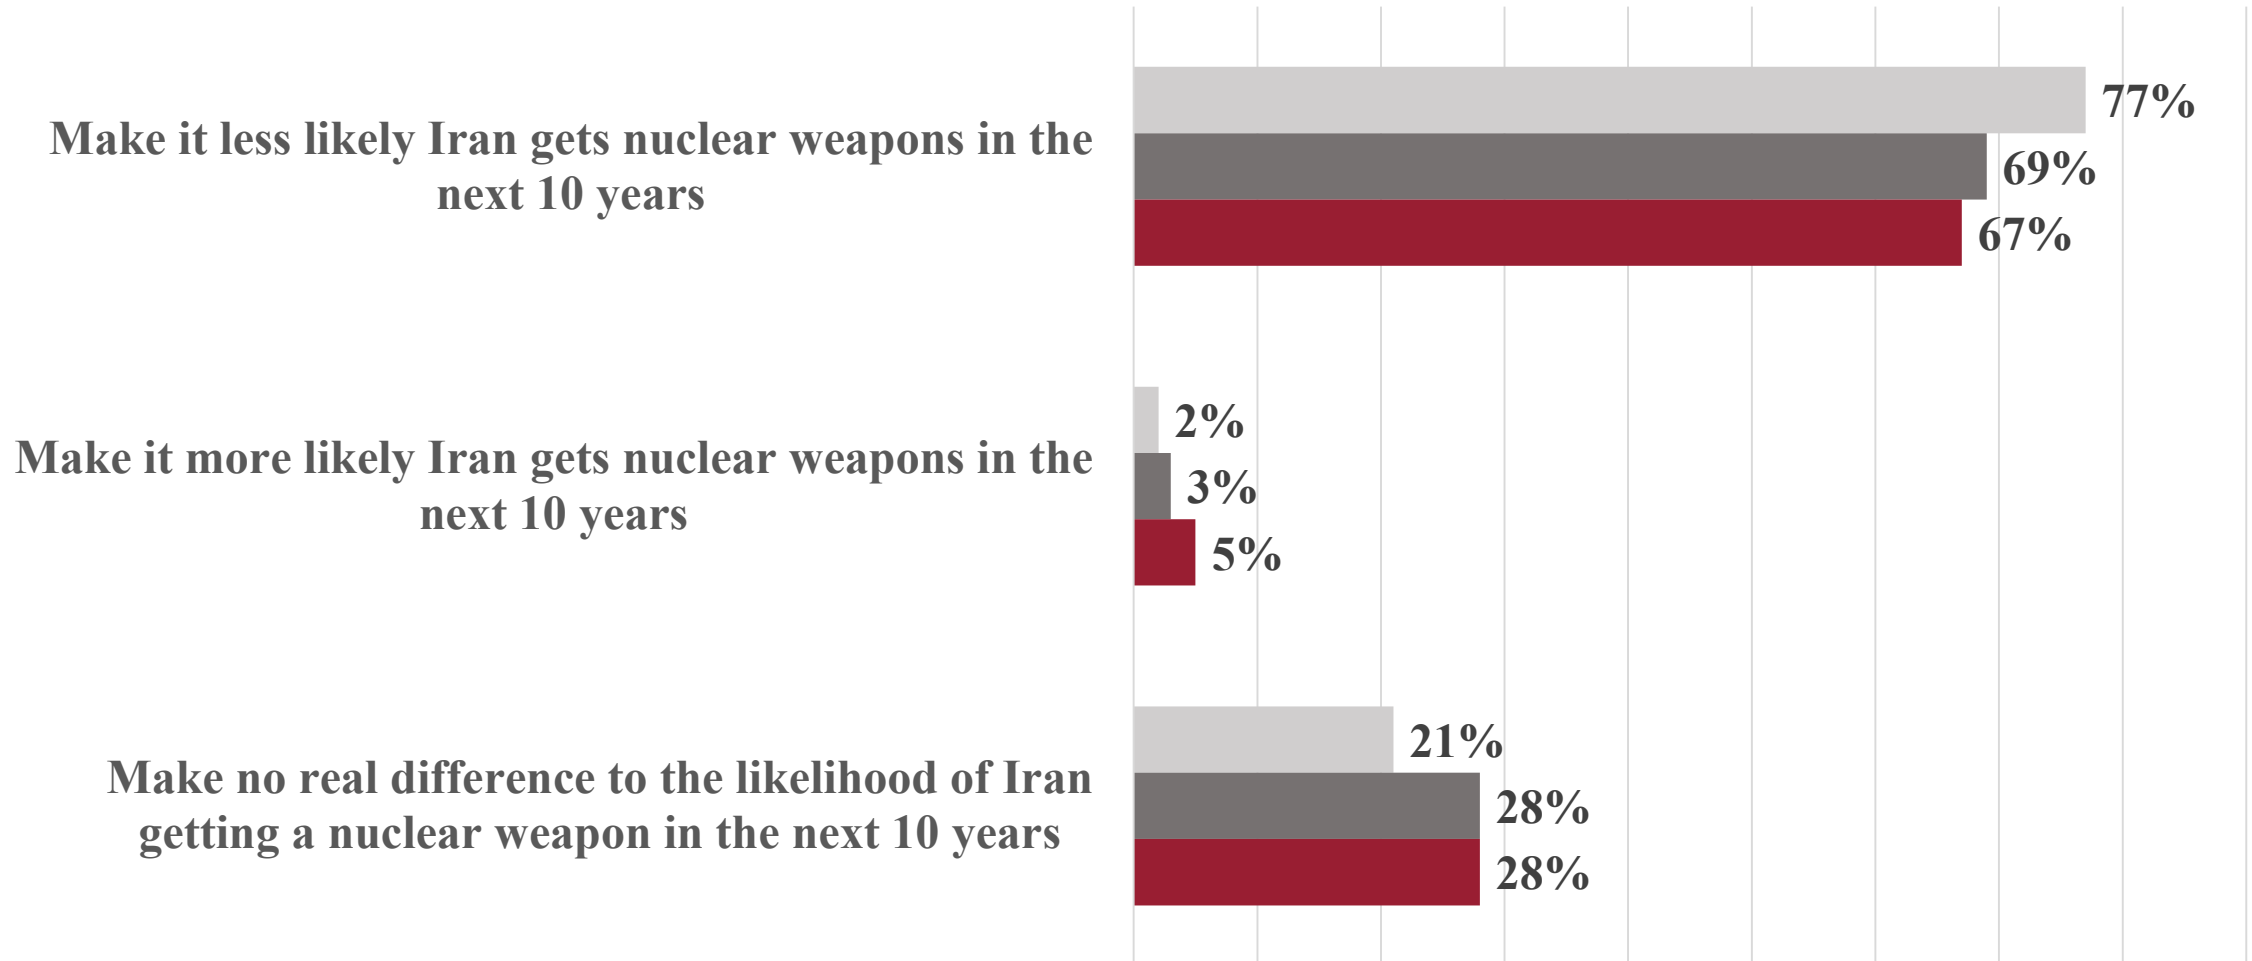 77%
Make it less likely Iran gets nuclear weapons in the
69%
next 10 years
67%
2%
Make it more likely Iran gets nuclear weapons in the
3%
next 10 years
5%
21%
Make no real difference to the likelihood of Iran
28%
getting a nuclear weapon in the next 10 years
28%